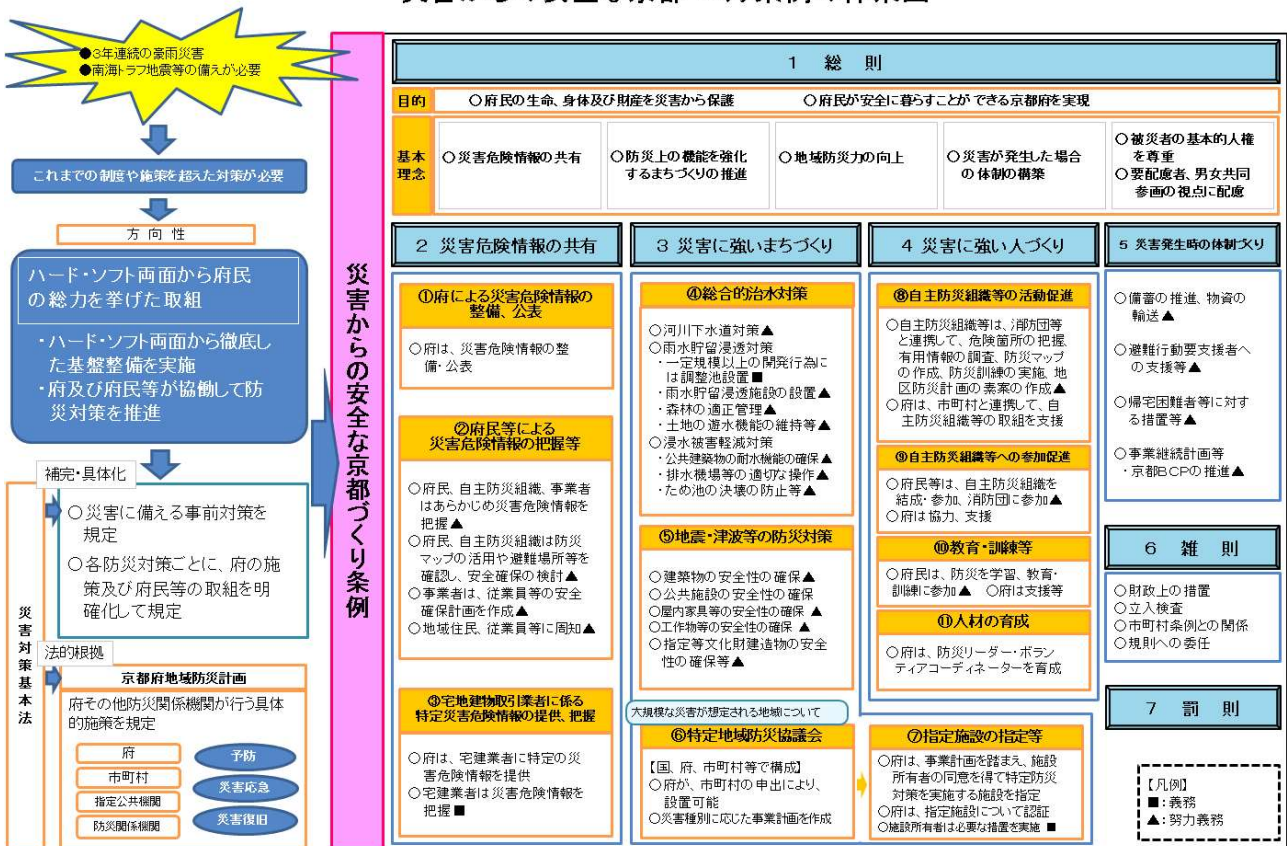 ●3年連続の豪雨災害
●南海トラフ地震等の備えが必要
これまでの制度や施策を超えた対策が必要
方 向 性
ハード・ソフト両面から府民
の総力を挙げた取組
・ハード・ソフト両面から徹底し
た基盤整備を実施
・府及び府民等が協働して防
災対策を推進
補完・具体化
○災害に備える事前対策を
規定
○各防災対策ごとに、府の施
策及び府民等の取組を明
確化して規定
災害対策基本法
法的根拠
京都府地域防災計画
府その他防災関係機関が行う具体
的施策を規定
府
市町村
指定公共機関
防災関係機関
予防
災害応急
災害復旧
災害からの安全な京都づくり条例
1 総 則
目的
○府民の生命、身体及び財産を災害から保護
○府民が安全に暮らすことができる京都府を実現
基本
理念
○災害危険情報の共有
○防災上の機能を強化
するまちづくりの推進
○地域防災力の向上
○災害が発生した場合
の体制の構築
○被災者の基本的人権
を尊重
○要配慮者、男女共同
参画の視点に配慮
2 災害危険情報の共有
①府による災害危険情報の
整備、公表
○府は、災害危険情報の整
備・公表
②府民等による
災害危険情報の把握等
○府民、自主防災組織、事業者
はあらかじめ災害危険情報を
把握▲
○府民、自主防災組織は防災
マップの活用や避難場所等を
確認し、安全確保の検討▲
○事業者は、従業員等の安全
確保計画を作成▲
○地域住民、従業員等に周知▲
③宅地建物取引業者に係る
特定災害危険情報の提供、把握
○府は、宅建業者に特定の災
害危険情報を提供
○宅建業者は災害危険情報を
把握■
3 災害に強いまちづくり
④総合的治水対策
○河川下水道対策▲
○雨水貯留浸透対策
・一定規模以上の開発行為に
は調整池設置■
・雨水貯留浸透施設の設置▲
・森林の適正管理▲
・土地の遊水機能の維持等▲
○浸水被害軽減対策
・公共建築物の耐水機能の確保▲
・排水機場等の適切な操作▲
・ため池の決壊の防止等▲
⑤地震・津波等の防災対策
○建築物の安全性の確保▲
○公共施設の安全性の確保
○屋内家具等の安全性の確保 ▲
○工作物等の安全性の確保 ▲
○指定等文化財建造物の安全
性の確保等▲
大規模な災害が想定される地域について
⑥特定地域防災協議会
【国、府、市町村等で構成】
○府が、市町村の申出により、
設置可能
○災害種別に応じた事業計画を作成
4 災害に強い人づくり
⑧自主防災組織等の活動促進
○自主防災組織等は、消防団等
と連携して、危険箇所の把握、
有用情報の調査、防災マップ
の作成、防災訓練の実施、地
区防災計画の素案の作成▲
○府は、市町村と連携して、自
主防災組織等の取組を支援
⑨自主防災組織等への参加促進
○府民等は、自主防災組織を
結成・参加、消防団に参加▲
○府は協力、支援
⑩教育・訓練等
○府民は、防災を学習、教育・
訓練に参加▲ ○府は支援等
⑪人材の育成
○府は、防災リーダー・ボラン
ティアコーディネーターを育成
⑦指定施設の指定等
○府は、事業計画を踏まえ、施設
所有者の同意を得て特定防災
対策を実施する施設を指定
○府は、指定施設について認証
○施設所有者は必要な措置を実施 ■
5 災害発生時の体制づくり
○備蓄の推進、物資の
輸送▲
○避難行動要支援者へ
の支援等▲
○帰宅困難者等に対す
る措置等▲
○事業継続計画等
・京都BCPの推進▲
6 雑 則
○財政上の措置
○立入検査
○市町村条例との関係
○規則への委任
7 罰 則
【凡例】
■:義務
▲:努力義務